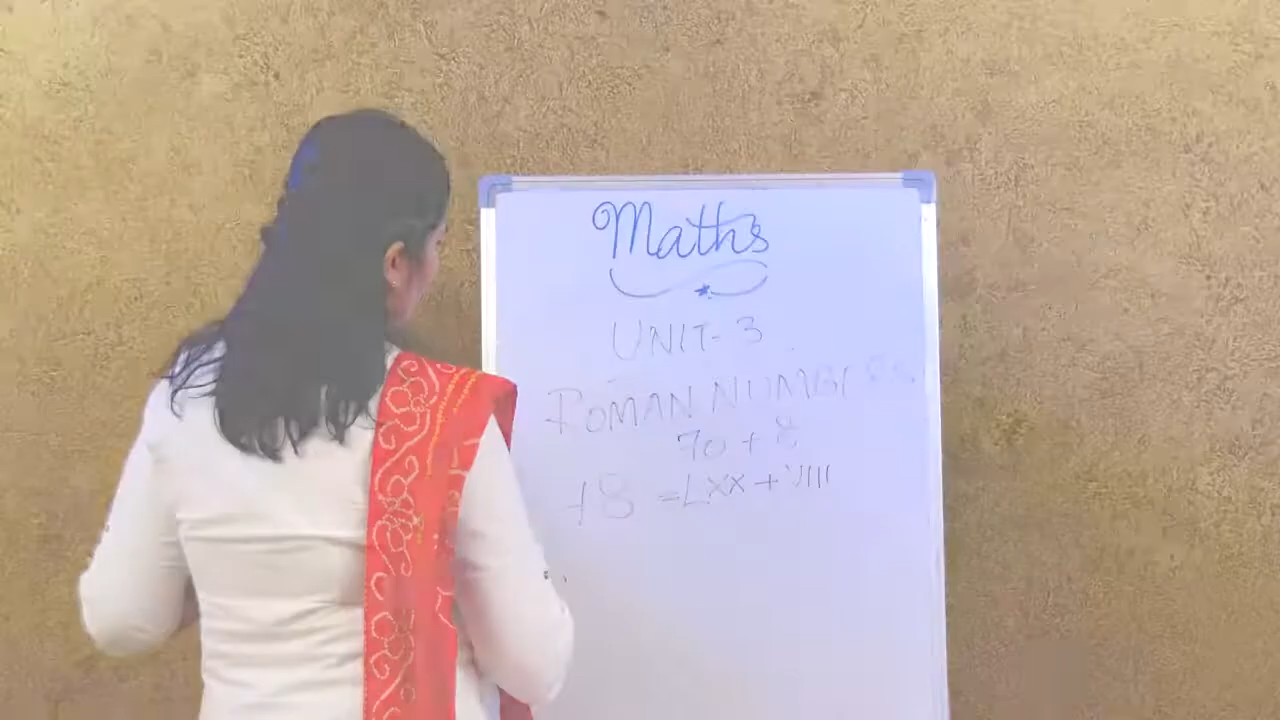 Maths
UNIT-3
ROMAN NUMBERS
70 + 8
78 = LXX + VIII